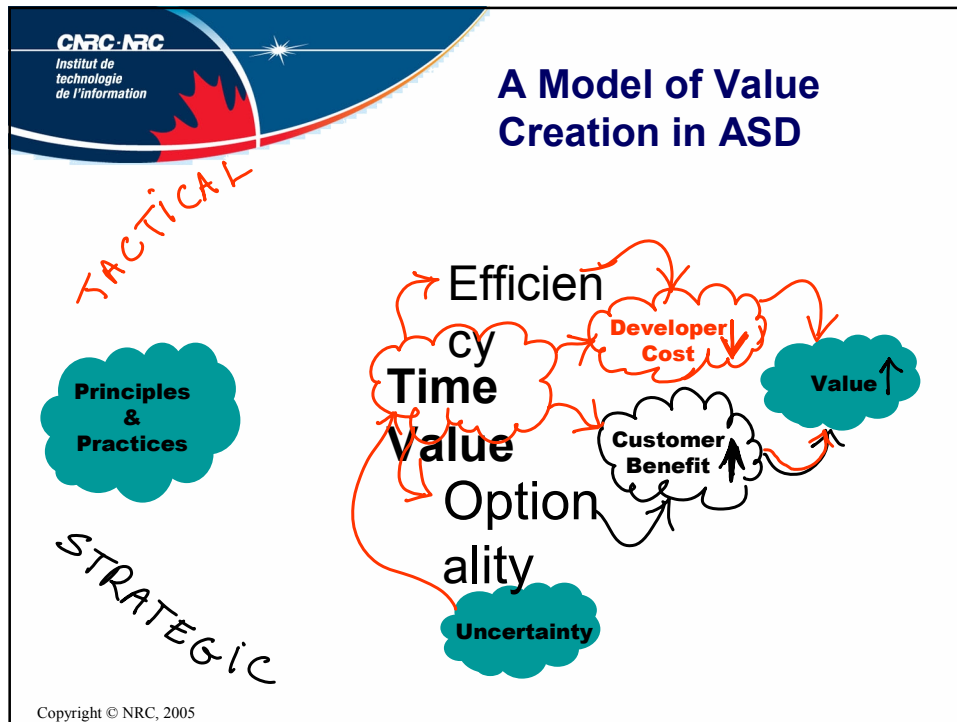 CNRC·NRC
Institut de
technologie
de l'information
A Model of Value
Creation in ASD
TACTiCAL
Efficien
cy
Time
Value
Option
ality
Developer
Cost
Value
Principles
&
Practices
Customer
Benefit
STRATEGiC
Uncertainty
Copyright © NRC, 2005